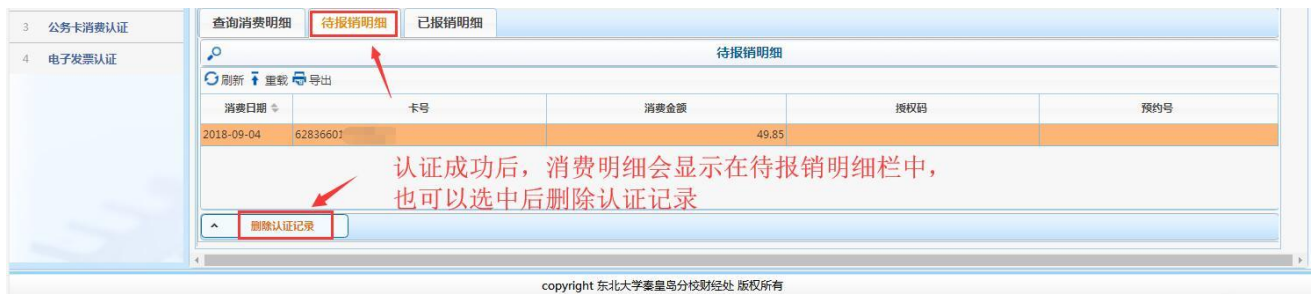 3 公务卡消费认证
4 电子发票认证
查询消费明细 待报销明细 已报销明细
待报销明细
刷新 重载 导出
消费日期 卡号 消费金额 授权码 预约号
2018-09-04 62836601 49.85
认证成功后，消费明细会显示在待报销明细栏中，
也可以选中后删除认证记录
删除认证记录
copyright 东北大学秦皇岛分校财经处 版权所有